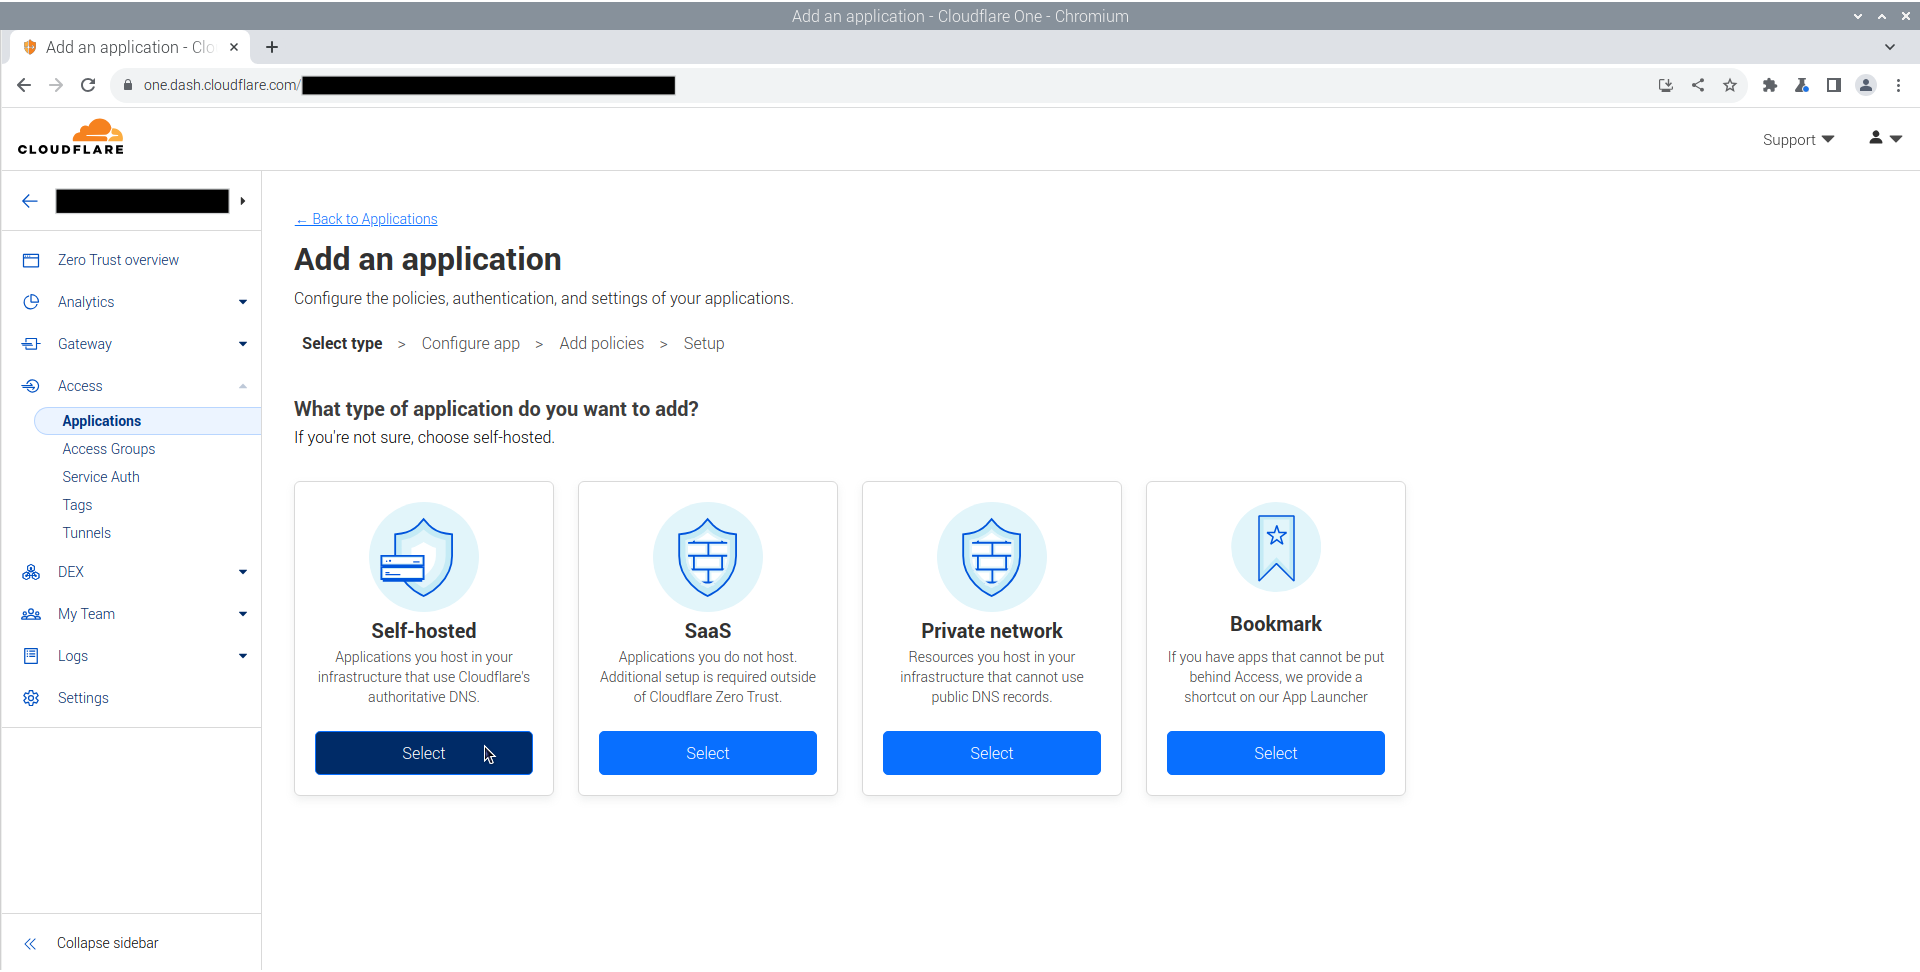 Add an application - Cloudflare One - Chromium
Add an application - Clo
one.dash.cloudflare.com/
CLOUDFLARE
Support
Zero Trust overview
Analytics
Gateway
Access
Applications
Access Groups
Service Auth
Tags
Tunnels
DEX
My Team
Logs
Settings
Collapse sidebar
← Back to Applications
Add an application
Configure the policies, authentication, and settings of your applications.
Select type > Configure app > Add policies > Setup
What type of application do you want to add?
If you're not sure, choose self-hosted.
Self-hosted
Applications you host in your
infrastructure that use Cloudflare's
authoritative DNS.
Select
SaaS
Applications you do not host.
Additional setup is required outside
of Cloudflare Zero Trust.
Select
Private network
Resources you host in your
infrastructure that cannot use
public DNS records.
Select
Bookmark
If you have apps that cannot be put
behind Access, we provide a
shortcut on our App Launcher
Select